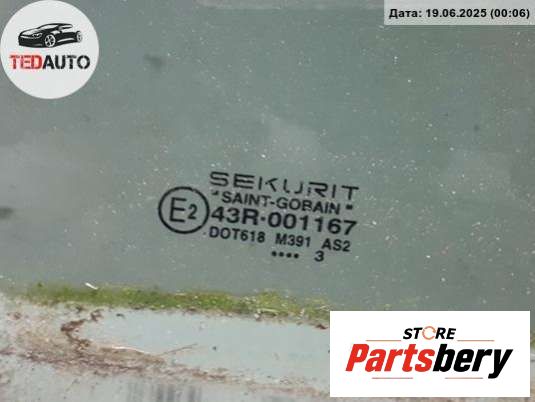 Дата: 19.06.2025 (00:06)
TEDAUTO
SEKURIT
SAINT-GOBAIN
E2
43R-001167
DOT618 M391 AS2
•••• 3
STORE
Partsbery